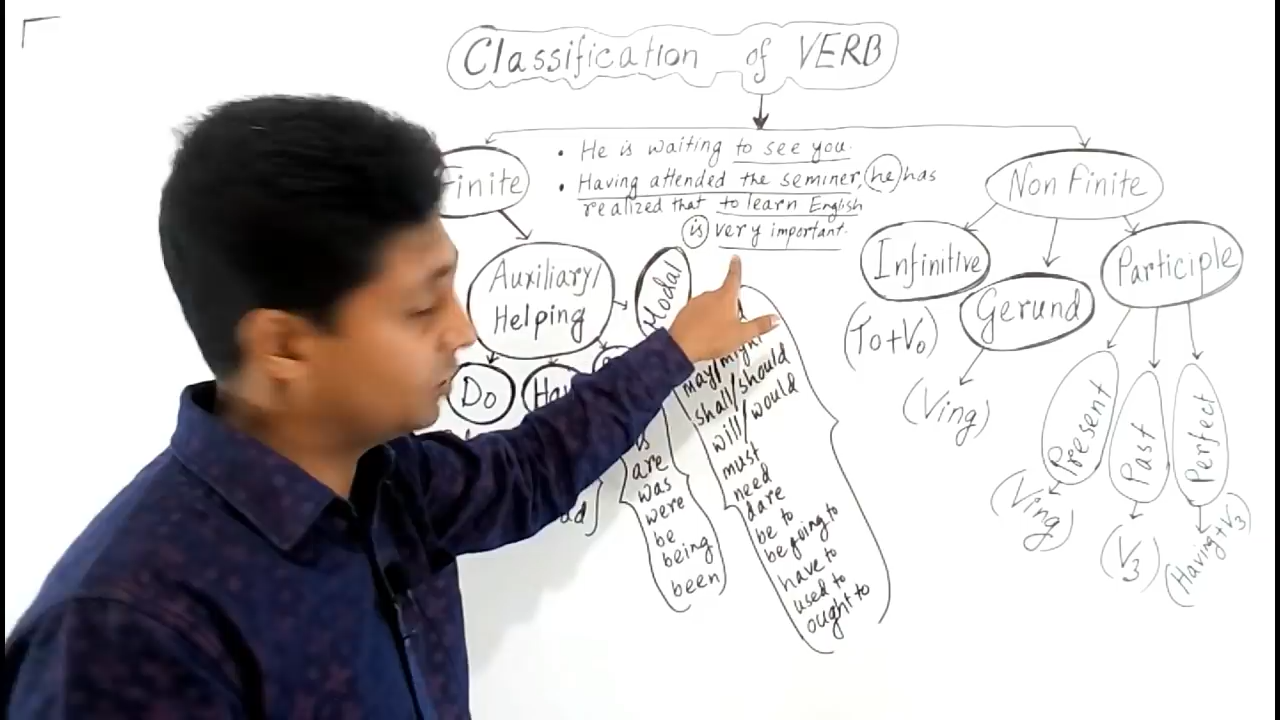 Classification of VERB
Finite
• He is waiting to see you.
• Having attended the seminer, he has
realized that to learn English
is very important.
Non Finite
Auxiliary/
Helping
Modal
Infinitive
Gerund
Participle
(To+V₀)
(Ving)
Do
Present
Past
Perfect
(Ving)
(V₃)
(Having+V₃)
is
are
was
were
be
being
been
may/might
shall/should
will/would
must
need
dare
be to
be going to
have to
used to
ought to